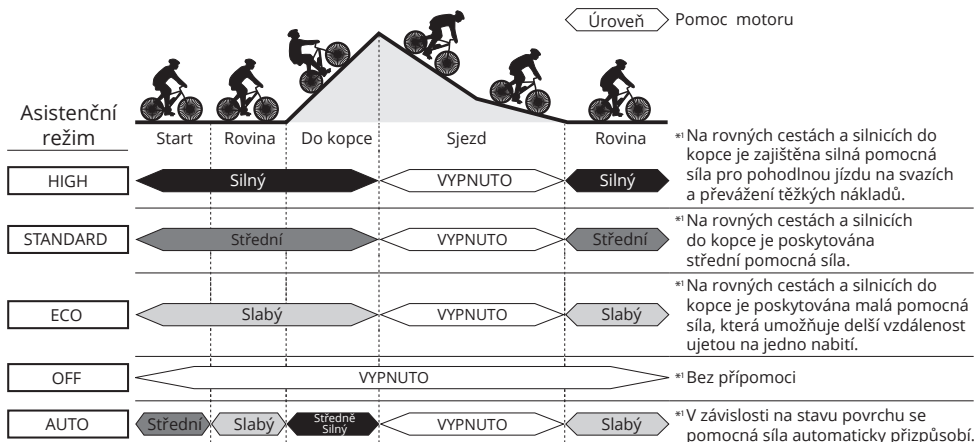 Úroveň Pomoc motoru
Asistenční
režim
Start Rovina Do kopce Sjezd Rovina
HIGH Silný VYPNUTO Silný
*1 Na rovných cestách a silnicích do
kopce je zajištěna silná pomocná
síla pro pohodlnou jízdu na svazích
a převážení těžkých nákladů.
STANDARD Střední VYPNUTO Střední
*1 Na rovných cestách a silnicích
do kopce je poskytována
střední pomocná síla.
ECO Slabý VYPNUTO Slabý
*1 Na rovných cestách a silnicích do
kopce je poskytována malá pomocná
síla, která umožňuje delší vzdálenost
ujetou na jedno nabití.
OFF VYPNUTO
*1 Bez přípomoci
AUTO Střední Slabý Středně
Silný VYPNUTO Slabý
*1 V závislosti na stavu povrchu se
pomocná síla automaticky přizpůsobí.